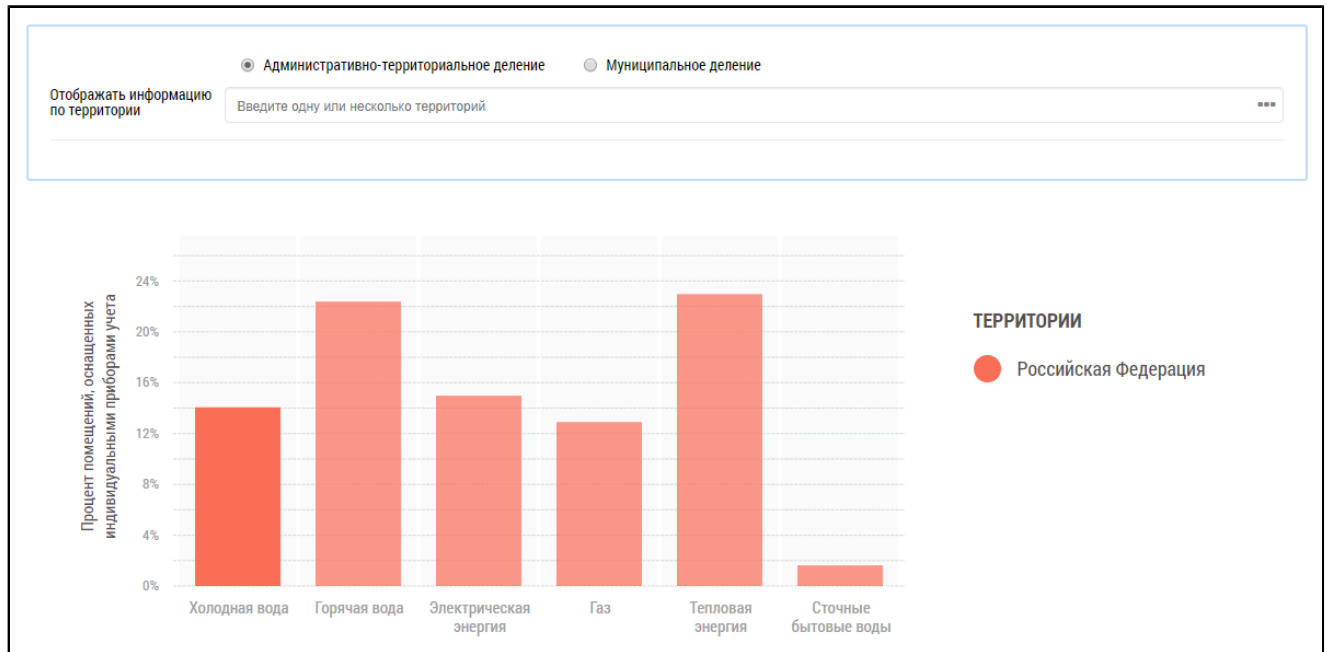 Административно-территориальное деление
Муниципальное деление
Отображать информацию
по территории
Введите одну или несколько территорий
Процент помещений, оснащенных
индивидуальными приборами учета
24%
20%
16%
12%
8%
4%
0%
Холодная вода
Горячая вода
Электрическая
энергия
Газ
Тепловая
энергия
Сточные
бытовые воды
ТЕРРИТОРИИ
Российская Федерация